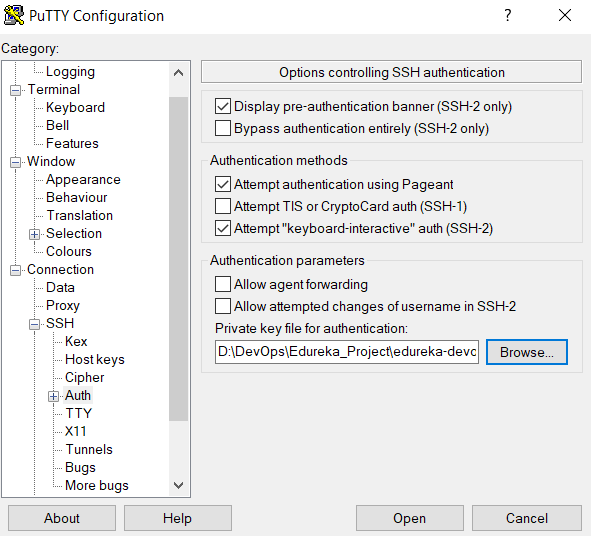 PuTTY Configuration
?
Category:
Logging
Terminal
Keyboard
Bell
Features
Window
Appearance
Behaviour
Translation
Selection
Colours
Connection
Data
Proxy
SSH
Kex
Host keys
Cipher
Auth
TTY
X11
Tunnels
Bugs
More bugs
Options controlling SSH authentication
Display pre-authentication banner (SSH-2 only)
Bypass authentication entirely (SSH-2 only)
Authentication methods
Attempt authentication using Pageant
Attempt TIS or CryptoCard auth (SSH-1)
Attempt "keyboard-interactive" auth (SSH-2)
Authentication parameters
Allow agent forwarding
Allow attempted changes of username in SSH-2
Private key file for authentication:
D:\DevOps\Edureka_Project\edureka-devc
Browse...
About
Help
Open
Cancel